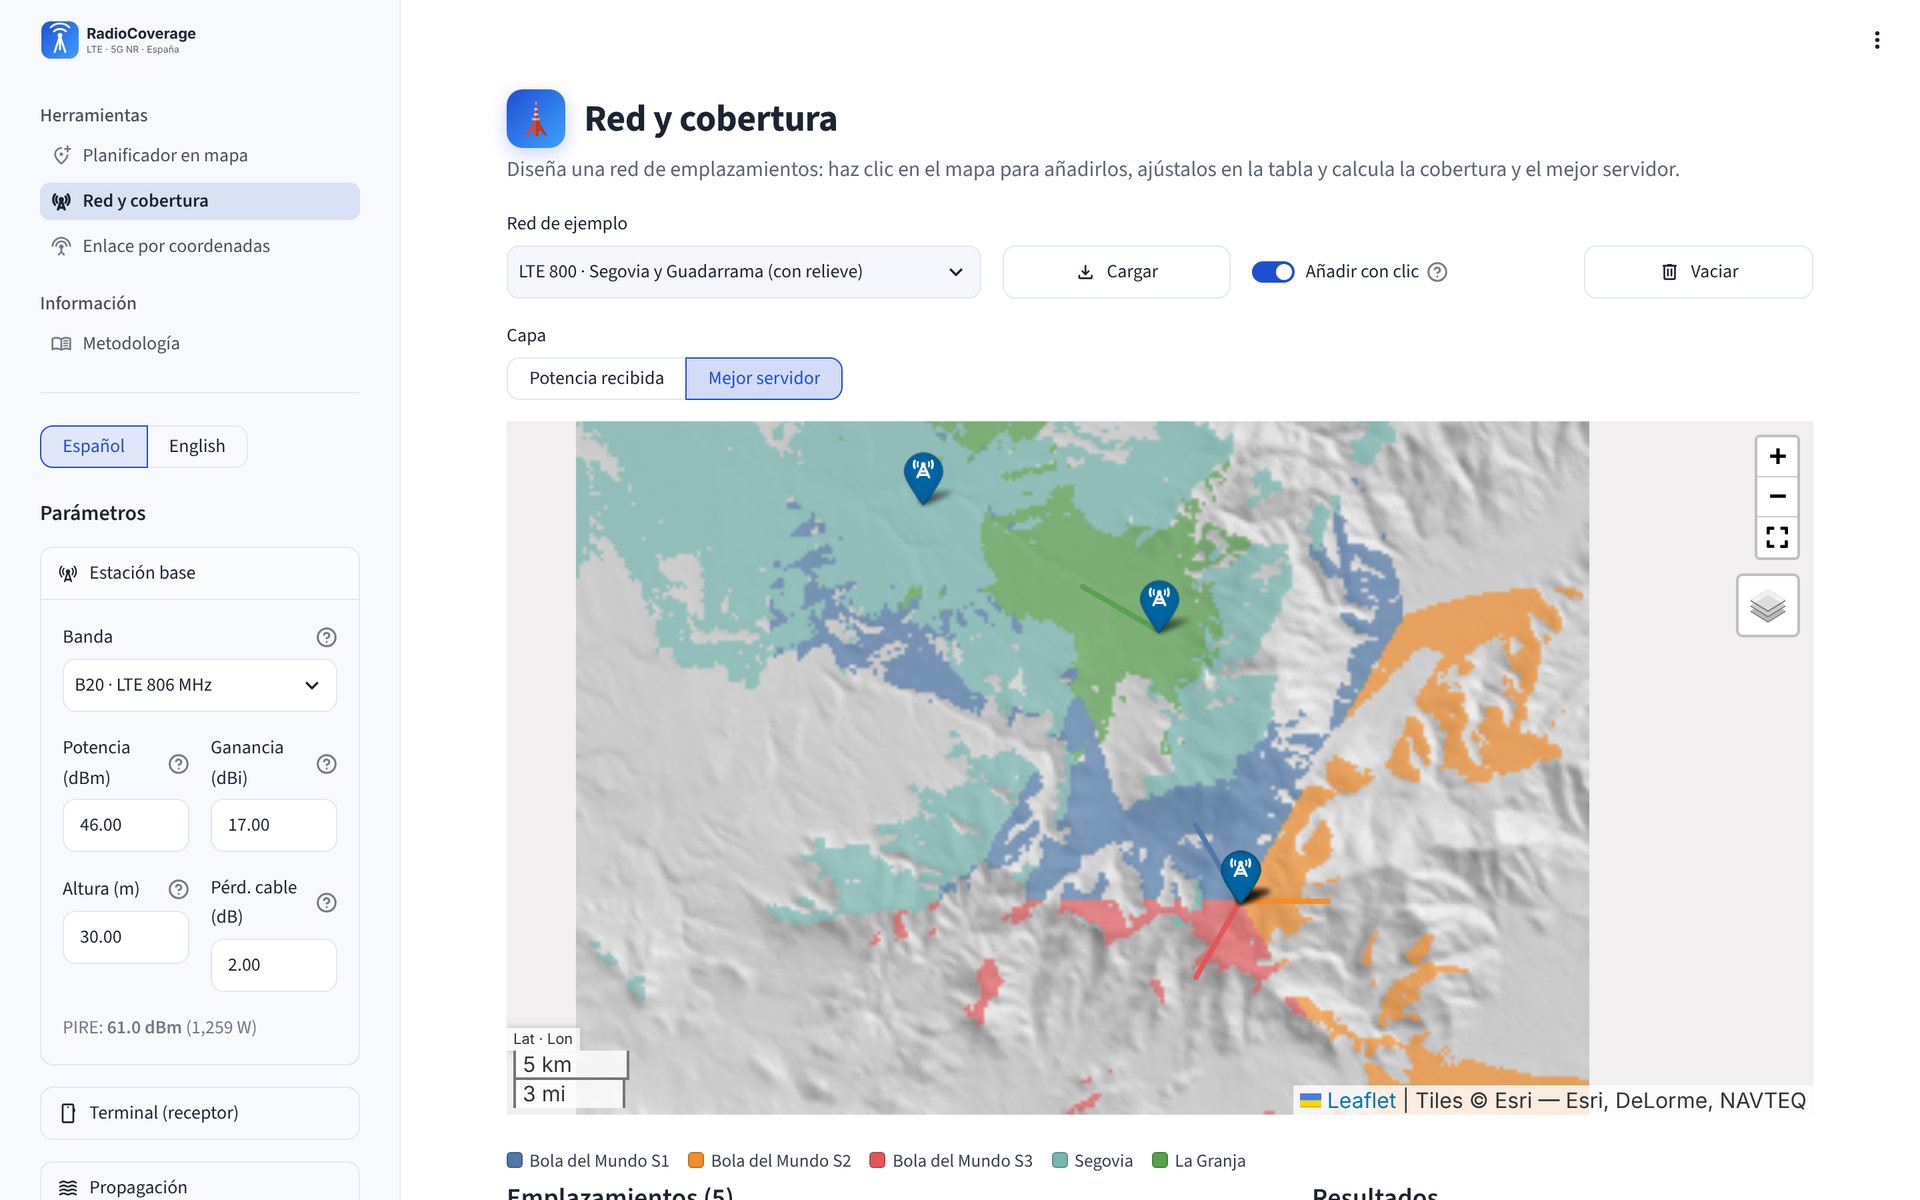 RadioCoverage
LTE · 5G NR · España
Herramientas
Planificador en mapa
Red y cobertura
Enlace por coordenadas
Información
Metodología
Español
English
Parámetros
Estación base
Banda
B20 · LTE 806 MHz
Potencia (dBm)
Ganancia (dBi)
46.00
17.00
Altura (m)
Pérd. cable (dB)
30.00
2.00
PIRE: 61.0 dBm (1,259 W)
Terminal (receptor)
Propagación
Red y cobertura
Diseña una red de emplazamientos: haz clic en el mapa para añadirlos, ajústalos en la tabla y calcula la cobertura y el mejor servidor.
Red de ejemplo
LTE 800 · Segovia y Guadarrama (con relieve)
Cargar
Añadir con clic
Vaciar
Capa
Potencia recibida
Mejor servidor
+
−
Lat · Lon
5 km
3 mi
Leaflet | Tiles © Esri — Esri, DeLorme, NAVTEQ
Bola del Mundo S1
Bola del Mundo S2
Bola del Mundo S3
Segovia
La Granja
Emplazamientos (5)
Resultados